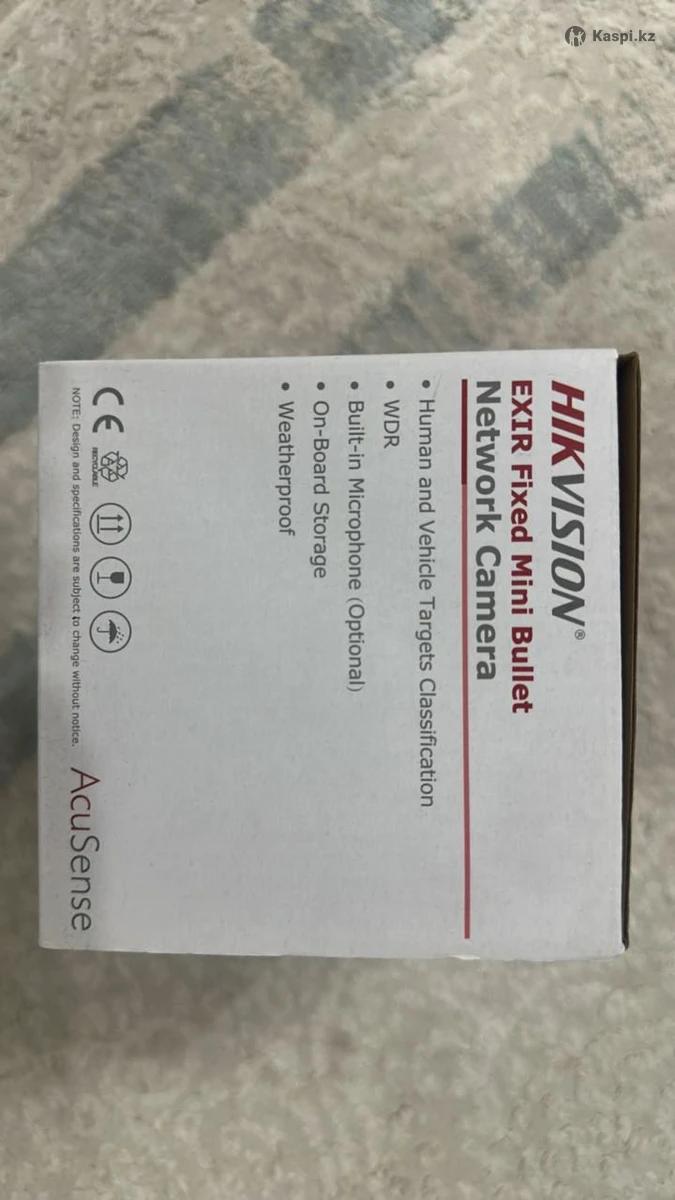 Kaspi.kz
HIKVISION®
EXIR Fixed Mini Bullet
Network Camera
• Human and Vehicle Targets Classification
• WDR
• Built-in Microphone (Optional)
• On-Board Storage
• Weatherproof
CE
RECYCLABLE
NOTE: Design and specifications are subject to change without notice.
AcuSense